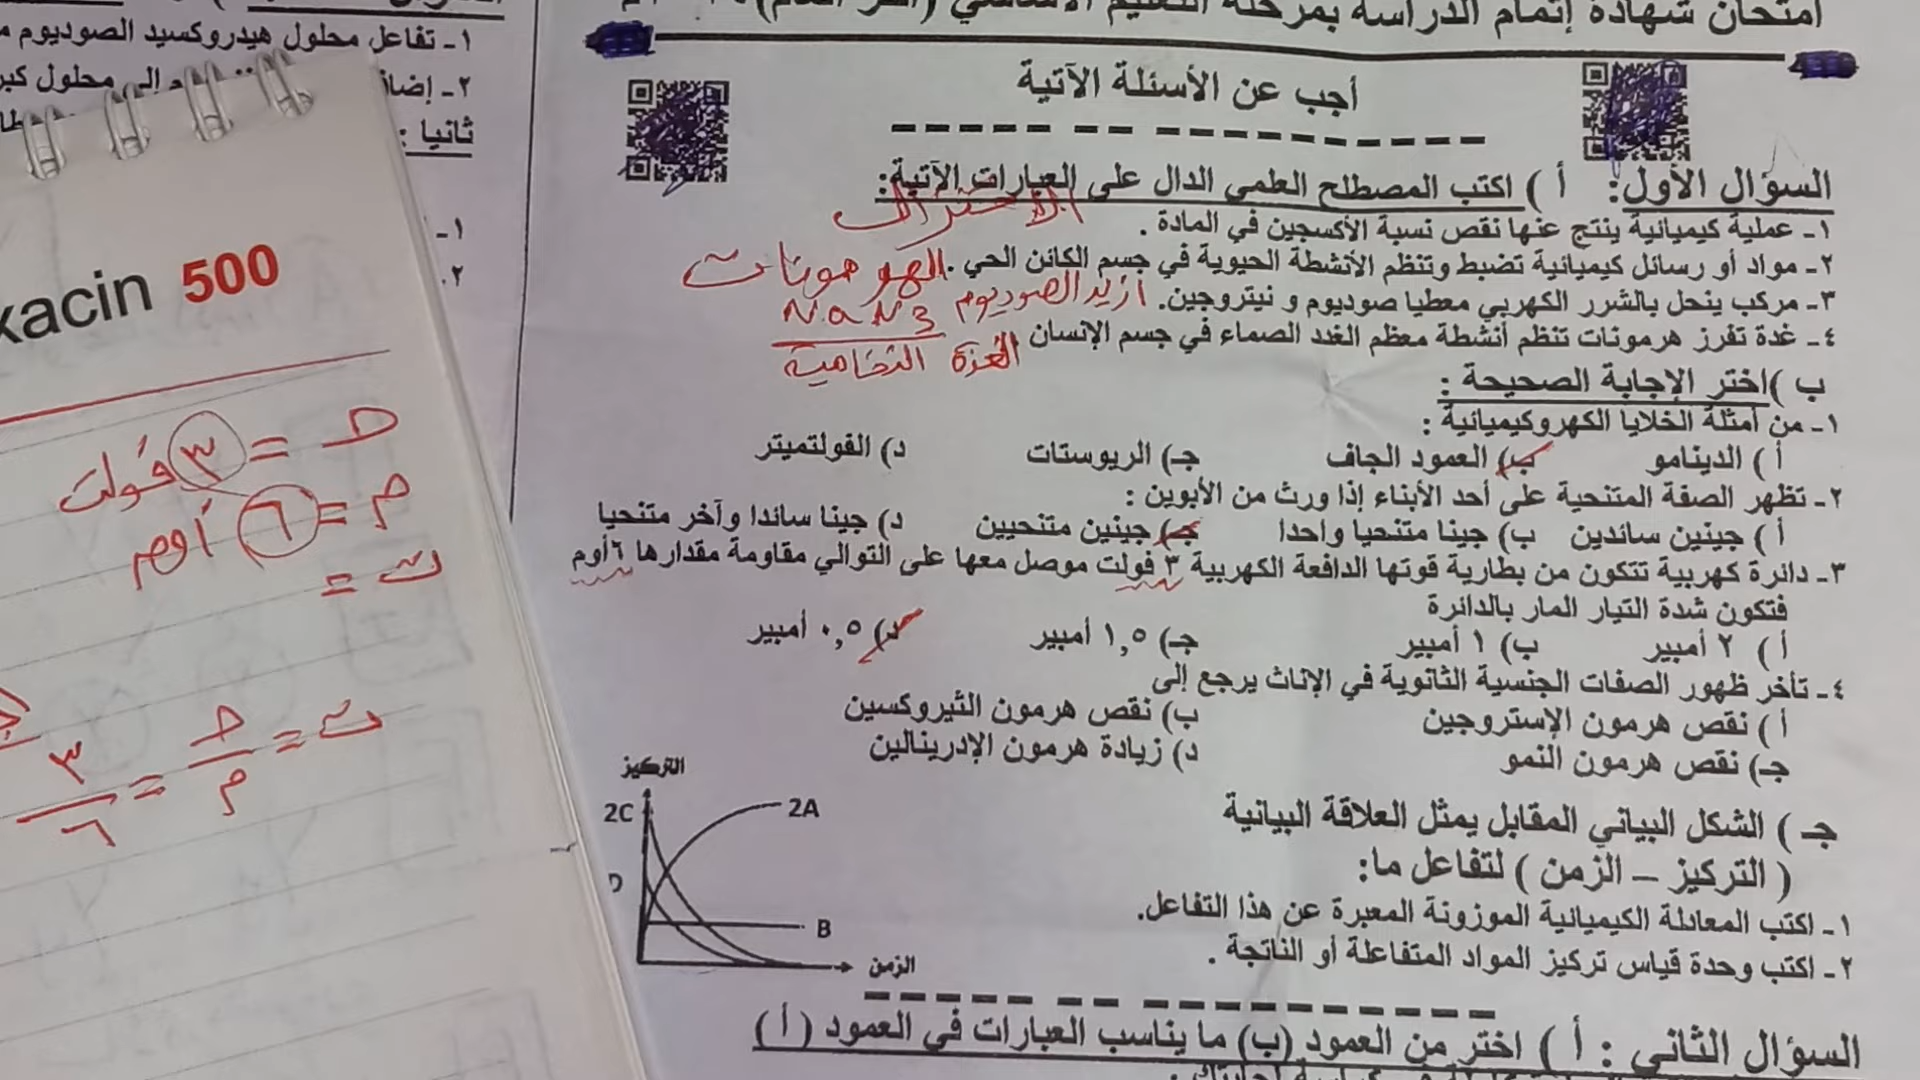 امتحان شهادة إتمام الدراسة بمرحلة التعليم الأساسي
أجب عن الأسئلة الآتية
السؤال الأول: أ ) اكتب المصطلح العلمي الدال على العبارات الآتية:
١- عملية كيميائية ينتج عنها نقص نسبة الأكسجين في المادة .
الاختزال
٢- مواد أو رسائل كيميائية تضبط وتنظم الأنشطة الحيوية في جسم الكائن الحي .
الهرمونات
٣- مركب ينحل بالشرر الكهربي معطيا صوديوم و نيتروجين.
ازيد الصوديوم NaN3
٤- غدة تفرز هرمونات تنظم أنشطة معظم الغدد الصماء في جسم الإنسان
الغدة النخامية
ب )اختر الإجابة الصحيحة :
١- من أمثلة الخلايا الكهروكيميائية :
أ ) الدينامو ب) العمود الجاف جـ) الريوستات د) الفولتميتر
٢- تظهر الصفة المتنحية على أحد الأبناء إذا ورث من الأبوين :
أ ) جينين سائدين ب) جينا متنحيا واحدا جـ) جينين متنحيين د) جينا سائدا وآخر متنحيا
٣- دائرة كهربية تتكون من بطارية قوتها الدافعة الكهربية ٣ فولت موصل معها على التوالي مقاومة مقدارها ٦ أوم
فتكون شدة التيار المار بالدائرة
أ ) ٢ أمبير ب) ١ أمبير جـ) ١,٥ أمبير د) ٠,٥ أمبير
٤- تأخر ظهور الصفات الجنسية الثانوية في الإناث يرجع إلى
أ ) نقص هرمون الإستروجين ب) نقص هرمون الثيروكسين
جـ) نقص هرمون النمو د) زيادة هرمون الإدرينالين
جـ ) الشكل البياني المقابل يمثل العلاقة البيانية
( التركيز – الزمن ) لتفاعل ما:
١- اكتب المعادلة الكيميائية الموزونة المعبرة عن هذا التفاعل.
٢- اكتب وحدة قياس تركيز المواد المتفاعلة أو الناتجة .
التركيز
2C
2A
D
B
الزمن
السؤال الثاني : أ ) اختر من العمود (ب) ما يناسب العبارات في العمود ( أ )
١- تفاعل محلول هيدروكسيد الصوديوم
٢- إضا
إلى محلول كبر
ثانيا :
١-
٢.
xacin 500
جـ = ٣ فولت
م = ٦ أوم
ت =
ت = جـ / م = ٣ / ٦